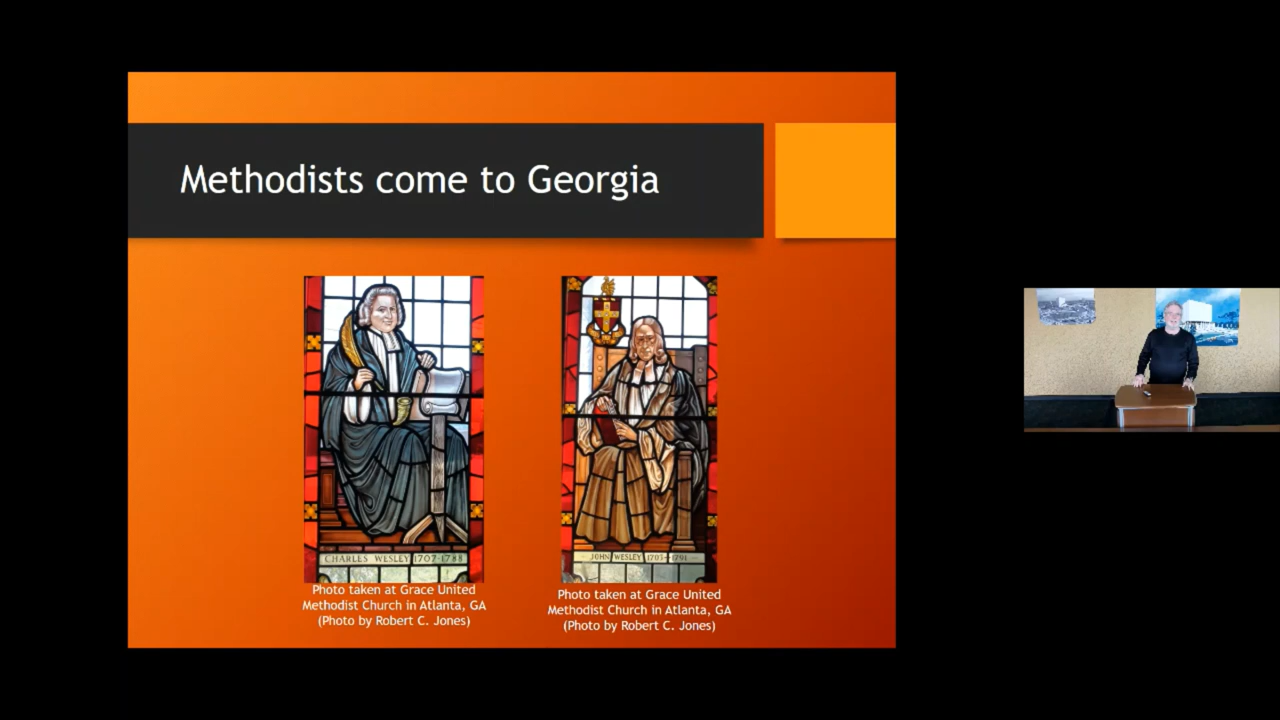 Methodists come to Georgia
CHARLES WESLEY 1707-1788
Photo taken at Grace United
Methodist Church in Atlanta, GA
(Photo by Robert C. Jones)
JOHN WESLEY 1703-1791
Photo taken at Grace United
Methodist Church in Atlanta, GA
(Photo by Robert C. Jones)